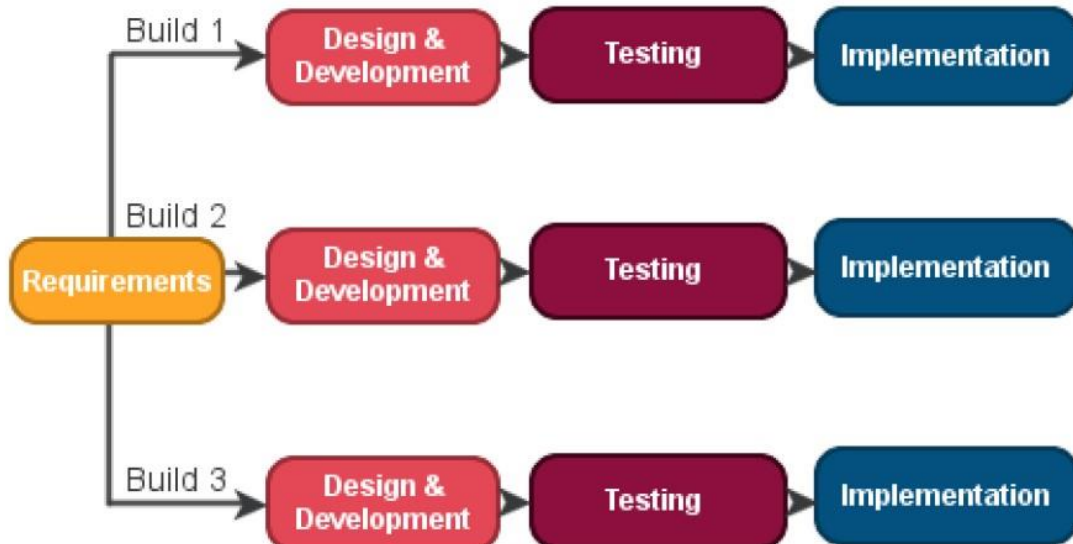 Build 1
Design &
Development
Testing
Implementation
Build 2
Requirements
Design &
Development
Testing
Implementation
Build 3
Design &
Development
Testing
Implementation